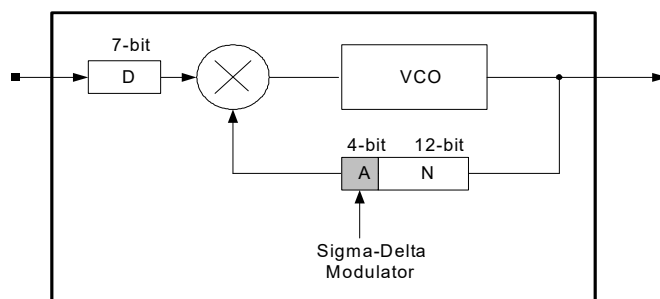 7-bit
D
VCO
4-bit 12-bit
A N
Sigma-Delta
Modulator